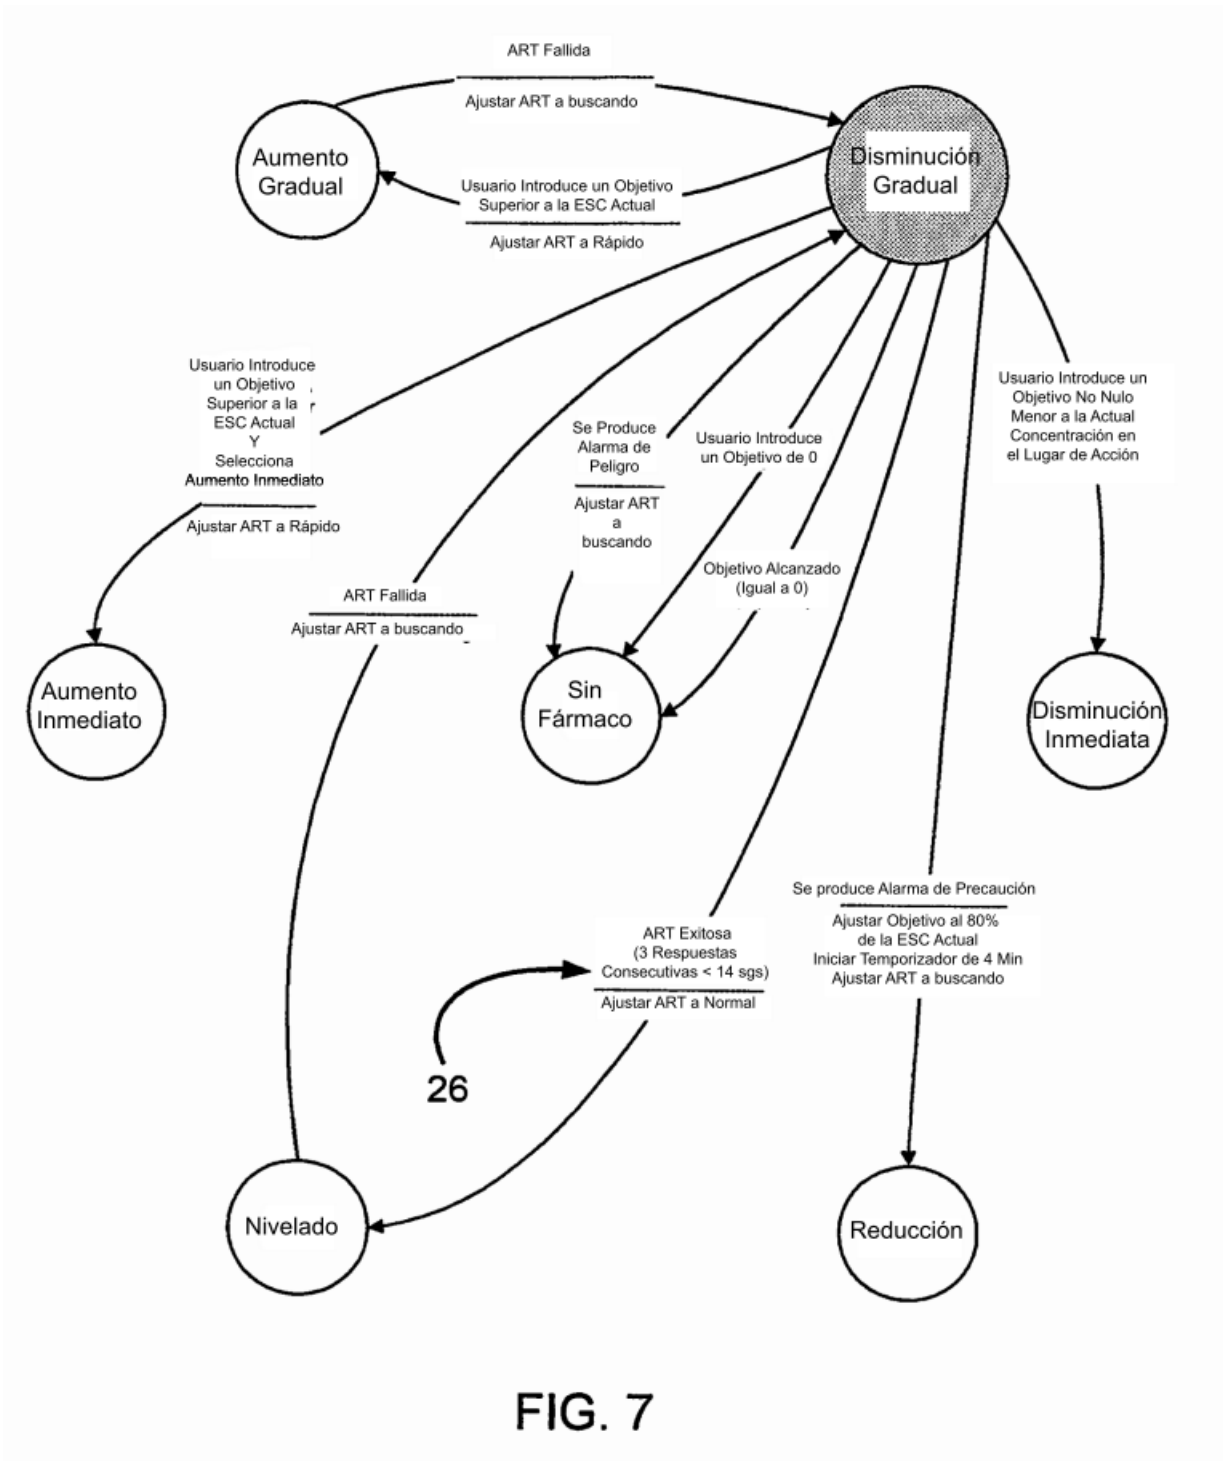 ART Fallida
Ajustar ART a buscando
Aumento
Gradual
Disminución
Gradual
Usuario Introduce un Objetivo
Superior a la ESC Actual
Ajustar ART a Rápido
Usuario Introduce
un Objetivo
Superior a la
ESC Actual
Y
Selecciona
Aumento Inmediato
Ajustar ART a Rápido
Se Produce
Alarma de
Peligro
Ajustar ART
a
buscando
Usuario Introduce
un Objetivo de 0
Usuario Introduce un
Objetivo No Nulo
Menor a la Actual
Concentración en
el Lugar de Acción
Objetivo Alcanzado
(Igual a 0)
ART Fallida
Ajustar ART a buscando
Aumento
Inmediato
Sin
Fármaco
Disminución
Inmediata
Se produce Alarma de Precaución
Ajustar Objetivo al 80%
de la ESC Actual
Iniciar Temporizador de 4 Min
Ajustar ART a buscando
ART Exitosa
(3 Respuestas
Consecutivas < 14 sgs)
Ajustar ART a Normal
26
Nivelado
Reducción
FIG. 7